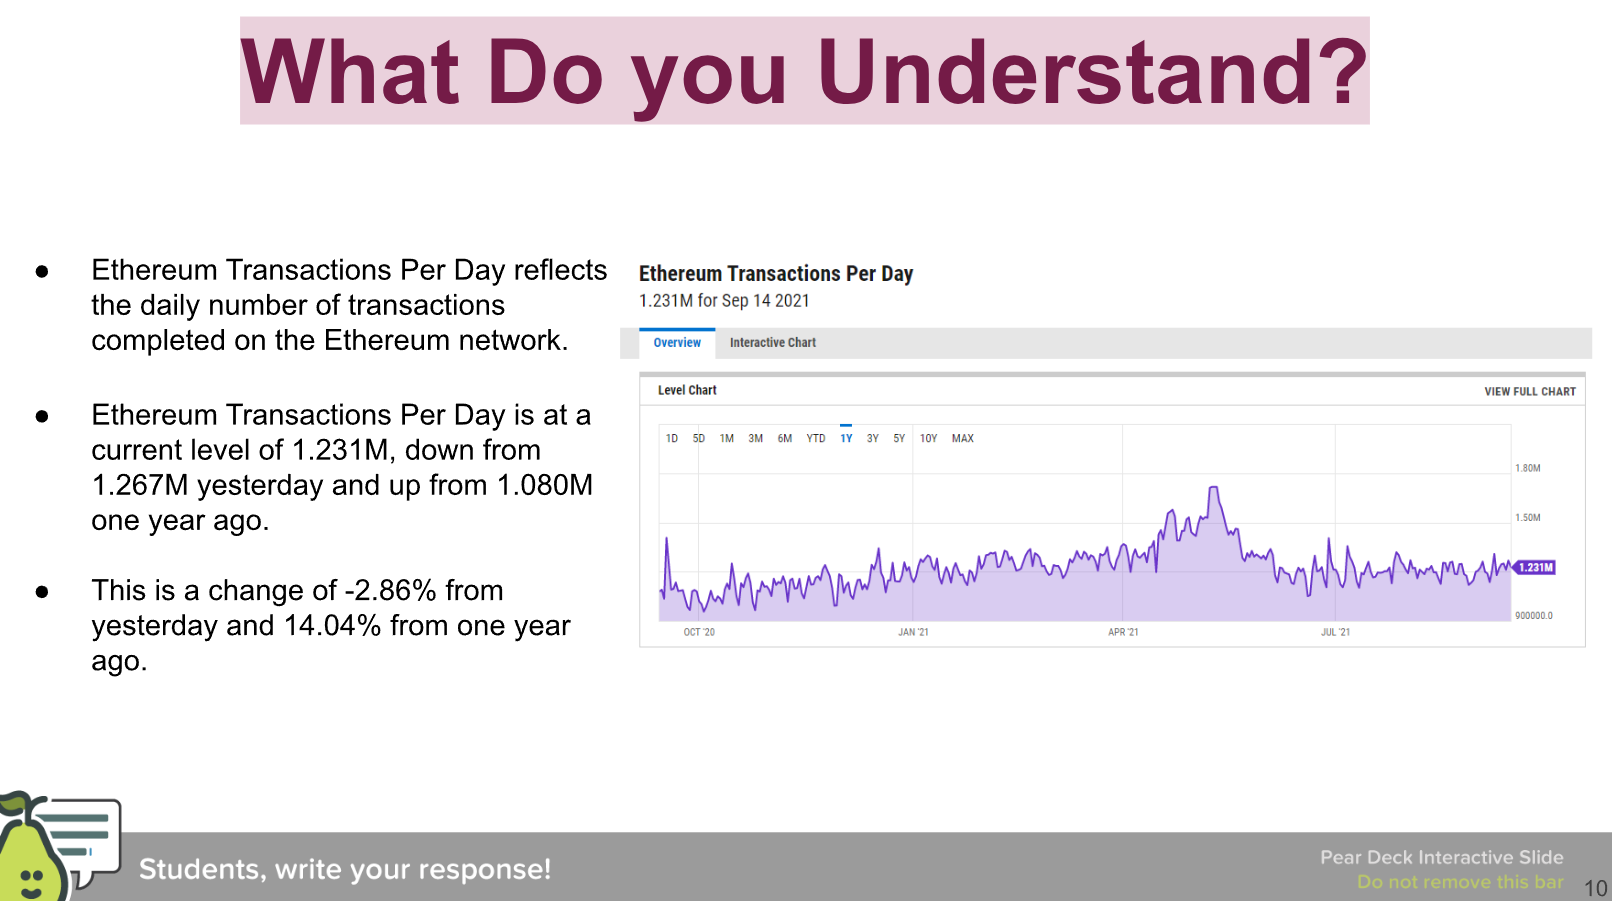 What Do you Understand?
● Ethereum Transactions Per Day reflects
the daily number of transactions
completed on the Ethereum network.
● Ethereum Transactions Per Day is at a
current level of 1.231M, down from
1.267M yesterday and up from 1.080M
one year ago.
● This is a change of -2.86% from
yesterday and 14.04% from one year
ago.
Ethereum Transactions Per Day
1.231M for Sep 14 2021
Overview Interactive Chart
Level Chart VIEW FULL CHART
1D 5D 1M 3M 6M YTD 1Y 3Y 5Y 10Y MAX
1.80M
1.50M
1.231M
900000.0
OCT '20 JAN '21 APR '21 JUL '21
Students, write your response!
Pear Deck Interactive Slide
Do not remove this bar
10